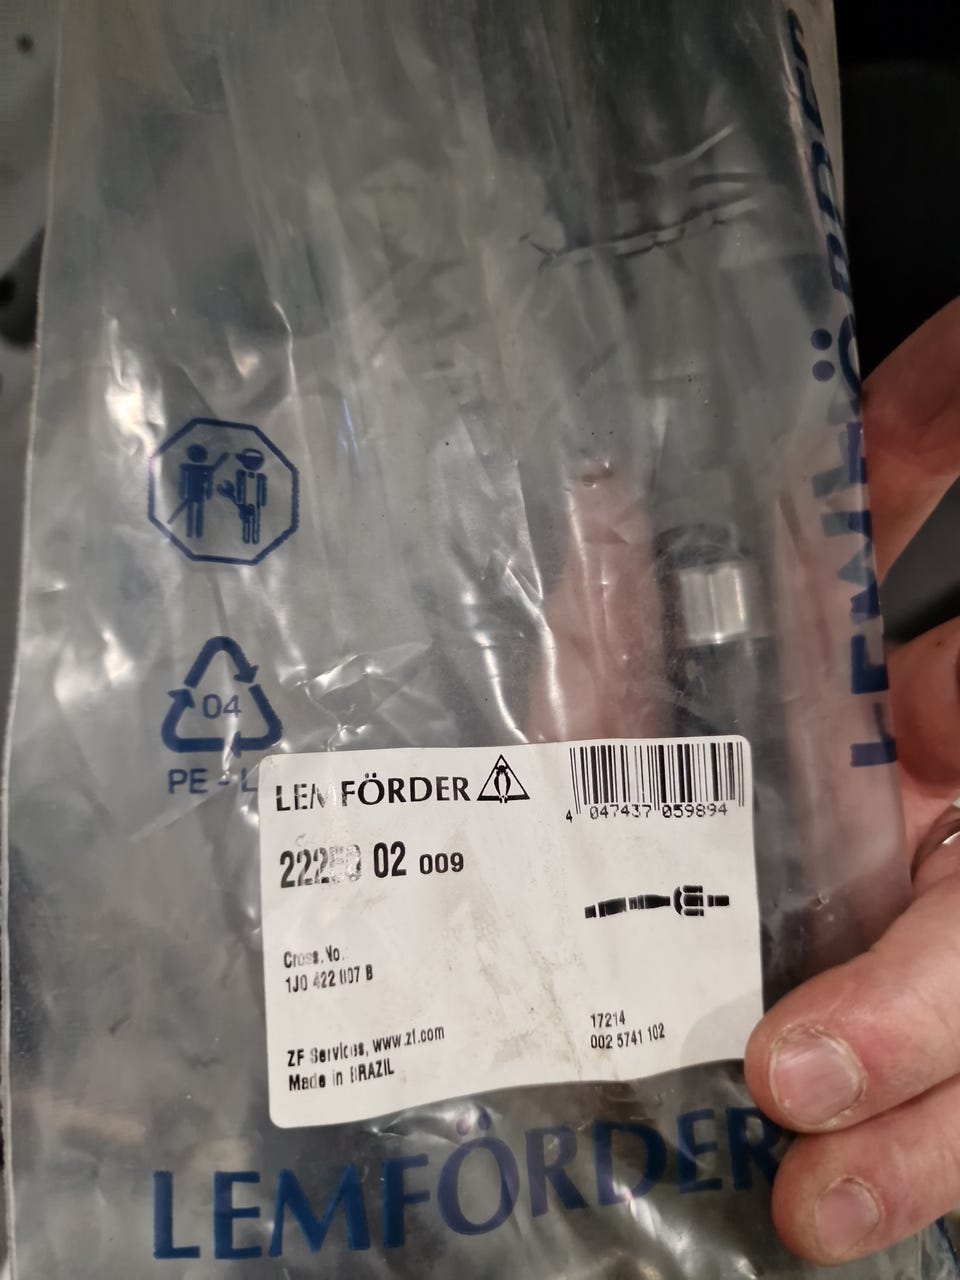 LEMFÖRDER
04
PE - L
LEMFÖRDER
4 047437 059894
02 009
Cross.No.:
1J0 422 807 B
17214
002 5741 102
ZF Services, www.zf.com
Made in BRAZIL
LEMFÖRDER